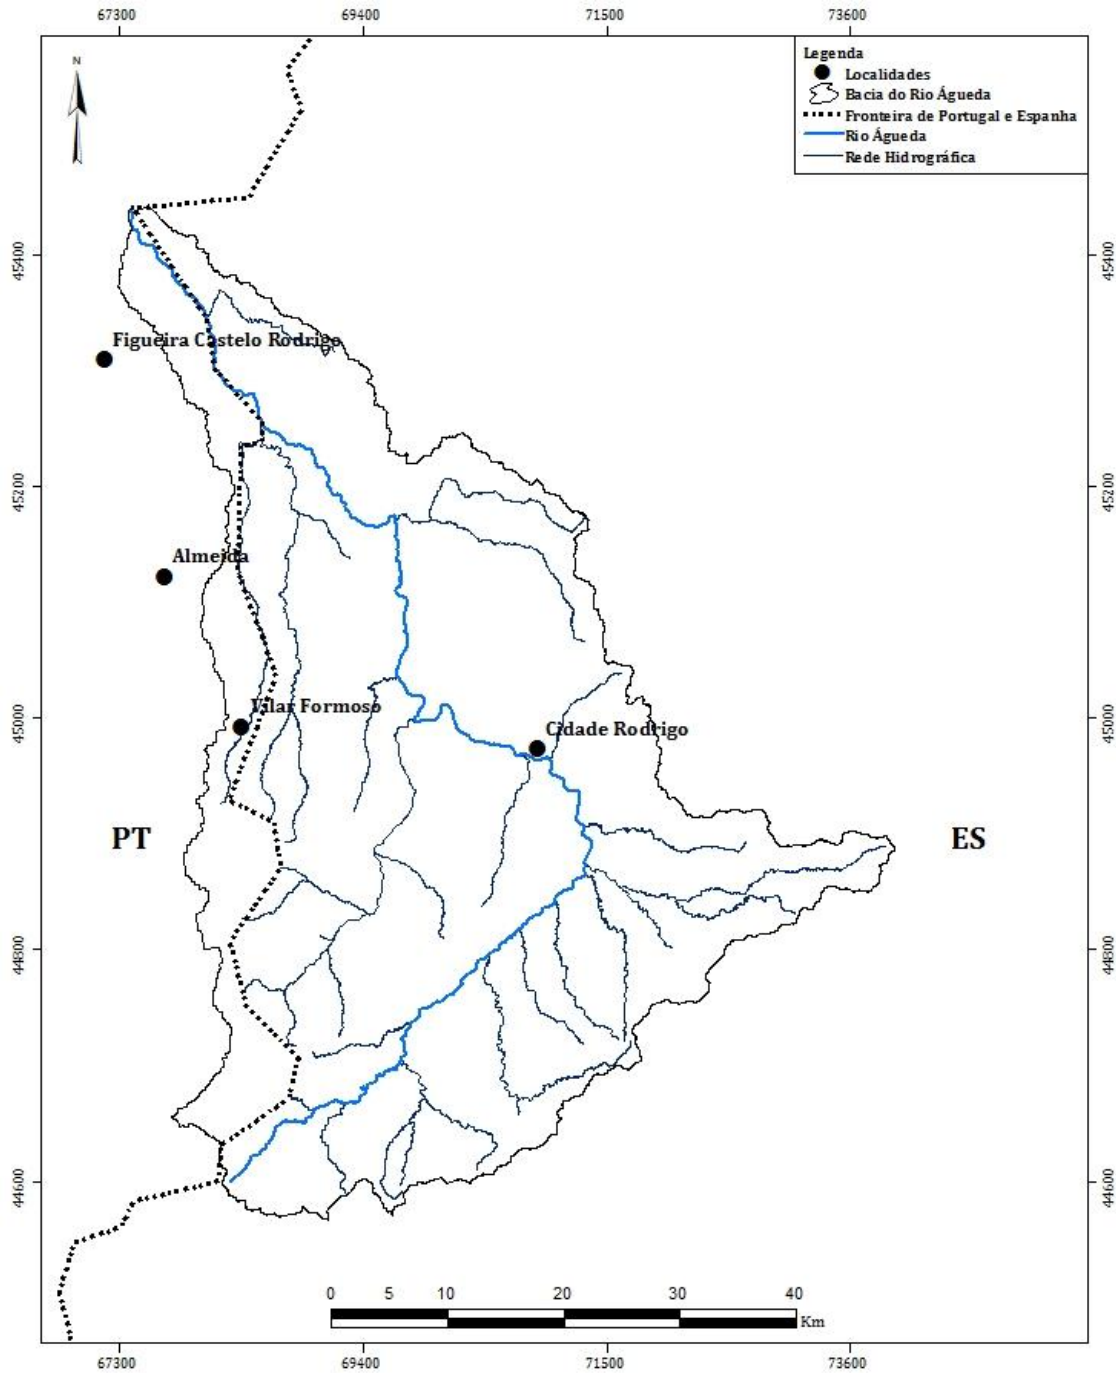 67300 69400 71500 73600
N
Legenda
Localidades
Bacia do Rio Águeda
Fronteira de Portugal e Espanha
Rio Águeda
Rede Hidrográfica
45400 45400
Figueira Castelo Rodrigo
45200 45200
Almeida
Vilar Formoso
45000 45000
Cidade Rodrigo
PT ES
44800 44800
44600 44600
0 5 10 20 30 40
Km
67300 69400 71500 73600